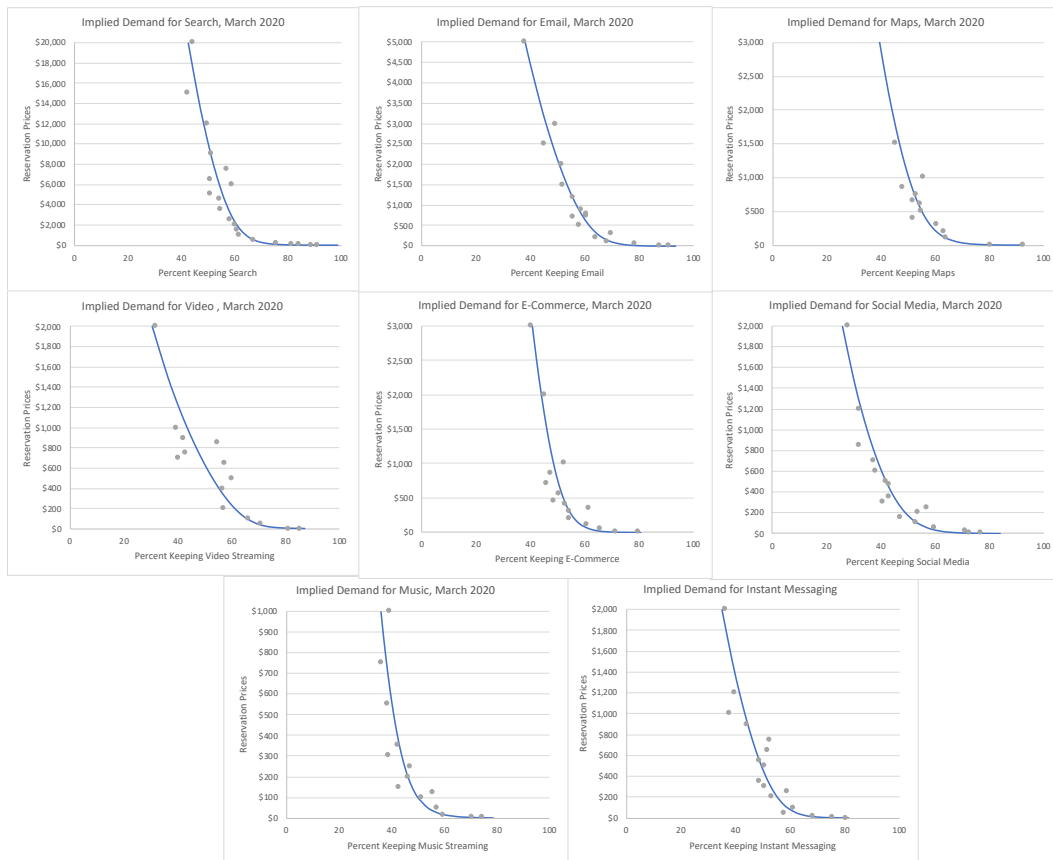 Implied Demand for Search, March 2020
$20,000
$18,000
$16,000
$14,000
$12,000
$10,000
$8,000
$6,000
$4,000
$2,000
$0
Reservation Prices
0 20 40 60 80 100
Percent Keeping Search
Implied Demand for Email, March 2020
$5,000
$4,500
$4,000
$3,500
$3,000
$2,500
$2,000
$1,500
$1,000
$500
$0
Reservation Prices
0 20 40 60 80 100
Percent Keeping Email
Implied Demand for Maps, March 2020
$3,000
$2,500
$2,000
$1,500
$1,000
$500
$0
Reservation Prices
0 20 40 60 80 100
Percent Keeping Maps
Implied Demand for Video , March 2020
$2,000
$1,800
$1,600
$1,400
$1,200
$1,000
$800
$600
$400
$200
$0
Reservation Prices
0 20 40 60 80 100
Percent Keeping Video Streaming
Implied Demand for E-Commerce, March 2020
$3,000
$2,500
$2,000
$1,500
$1,000
$500
$0
Reservation Prices
0 20 40 60 80 100
Percent Keeping E-Commerce
Implied Demand for Social Media, March 2020
$2,000
$1,800
$1,600
$1,400
$1,200
$1,000
$800
$600
$400
$200
$0
Reservation Prices
0 20 40 60 80 100
Percent Keeping Social Media
Implied Demand for Music, March 2020
$1,000
$900
$800
$700
$600
$500
$400
$300
$200
$100
$0
Reservation Prices
0 20 40 60 80 100
Percent Keeping Music Streaming
Implied Demand for Instant Messaging
$2,000
$1,800
$1,600
$1,400
$1,200
$1,000
$800
$600
$400
$200
$0
Reservation Prices
0 20 40 60 80 100
Percent Keeping Instant Messaging